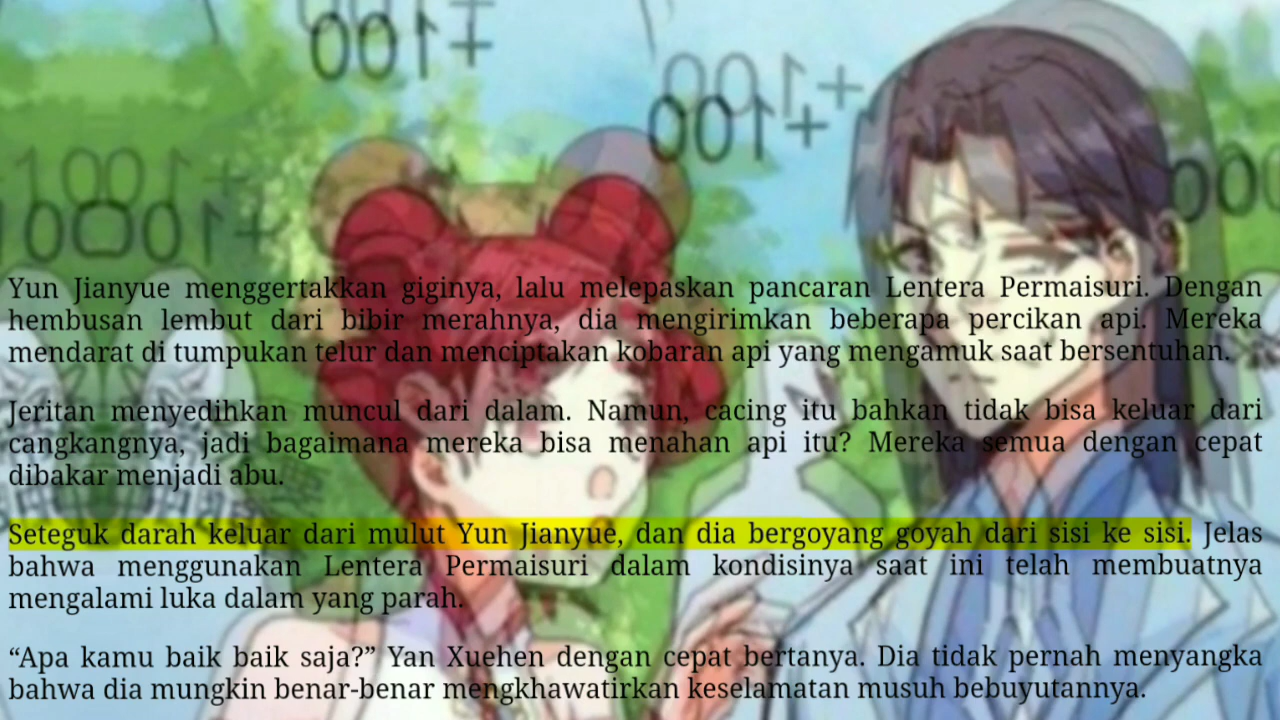 +100
+100
+100
+100
+100
Yun Jianyue menggertakkan giginya, lalu melepaskan pancaran Lentera Permaisuri. Dengan
hembusan lembut dari bibir merahnya, dia mengirimkan beberapa percikan api. Mereka
mendarat di tumpukan telur dan menciptakan kobaran api yang mengamuk saat bersentuhan.
Jeritan menyedihkan muncul dari dalam. Namun, cacing itu bahkan tidak bisa keluar dari
cangkangnya, jadi bagaimana mereka bisa menahan api itu? Mereka semua dengan cepat
dibakar menjadi abu.
Seteguk darah keluar dari mulut Yun Jianyue, dan dia bergoyang goyah dari sisi ke sisi. Jelas
bahwa menggunakan Lentera Permaisuri dalam kondisinya saat ini telah membuatnya
mengalami luka dalam yang parah.
“Apa kamu baik baik saja?” Yan Xuehen dengan cepat bertanya. Dia tidak pernah menyangka
bahwa dia mungkin benar-benar mengkhawatirkan keselamatan musuh bebuyutannya.